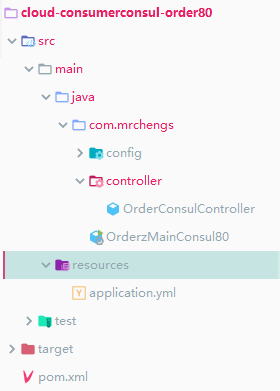 cloud-consumerconsul-order80
src
main
java
com.mrchengs
config
controller
OrderConsulController
OrderzMainConsul80
resources
application.yml
test
target
pom.xml